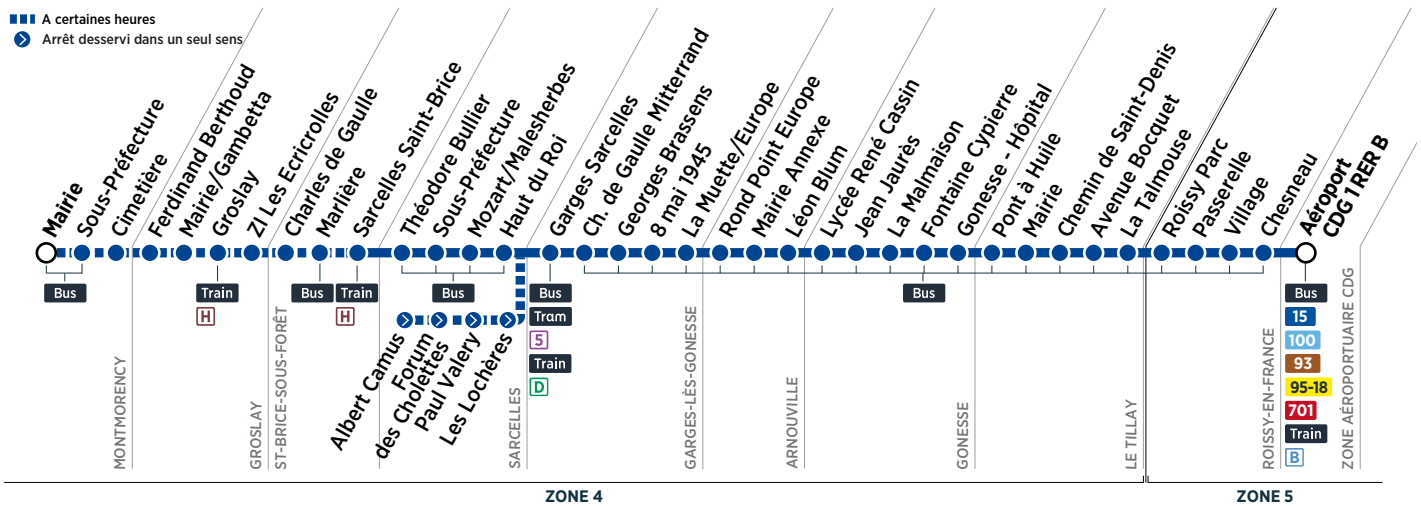 A certaines heures
Arrêt desservi dans un seul sens
Mairie
Sous-Préfecture
Cimetière
Ferdinand Berthoud
Mairie/Gambetta
Groslay
ZI Les Ecricrolles
Charles de Gaulle
Marlière
Sarcelles Saint-Brice
Théodore Bullier
Sous-Préfecture
Mozart/Malesherbes
Haut du Roi
Garges Sarcelles
Ch. de Gaulle Mitterrand
Georges Brassens
8 mai 1945
La Muette/Europe
Rond Point Europe
Mairie Annexe
Léon Blum
Lycée René Cassin
Jean Jaurès
La Malmaison
Fontaine Cypierre
Gonesse - Hôpital
Pont à Huile
Mairie
Chemin de Saint-Denis
Avenue Bocquet
La Talmouse
Roissy Parc
Passerelle
Village
Chesneau
Aéroport
CDG 1 RER B
Bus
Train
H
Bus
Train
H
Bus
Bus
Tram
5
Train
D
Bus
Bus
15
100
93
95-18
701
Train
B
Albert Camus
Forum
des Cholettes
Paul Valery
Les Lochères
MONTMORENCY
GROSLAY
ST-BRICE-SOUS-FORÊT
SARCELLES
GARGES-LÈS-GONESSE
ARNOUVILLE
GONESSE
LE TILLAY
ROISSY-EN-FRANCE
ZONE AÉROPORTUAIRE CDG
ZONE 4
ZONE 5